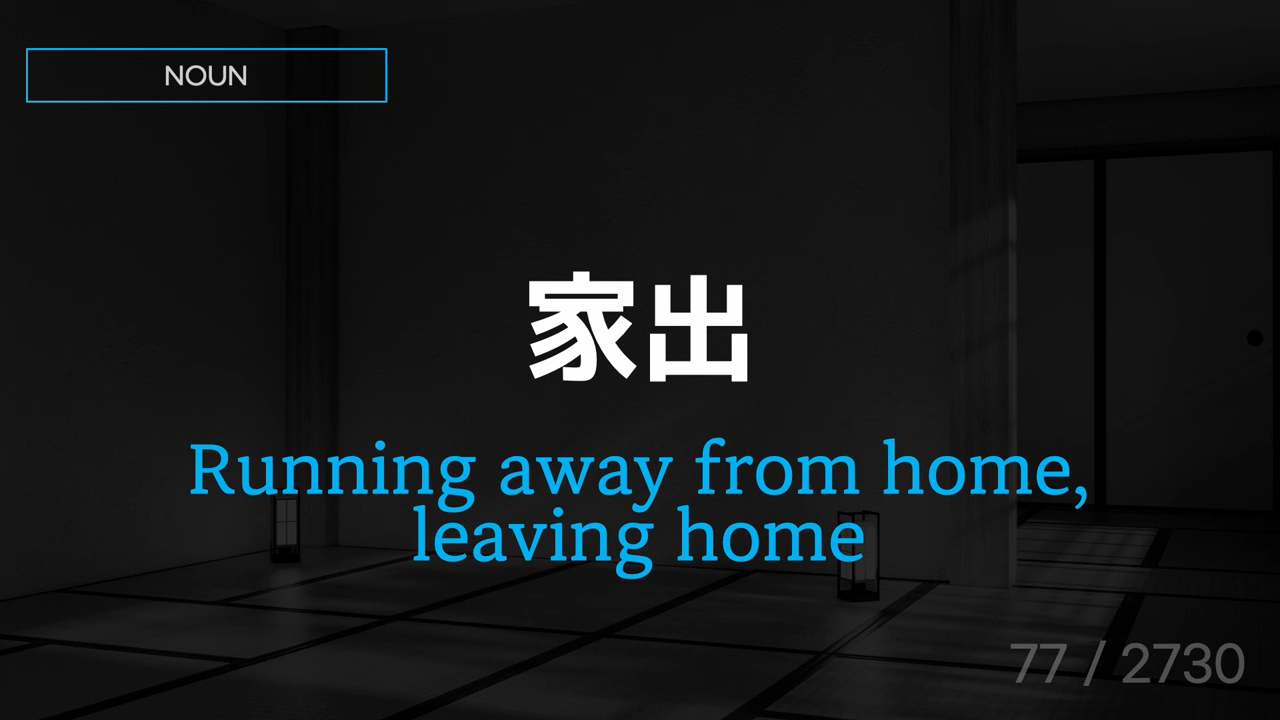 NOUN
家出
Running away from home,
leaving home
77 / 2730